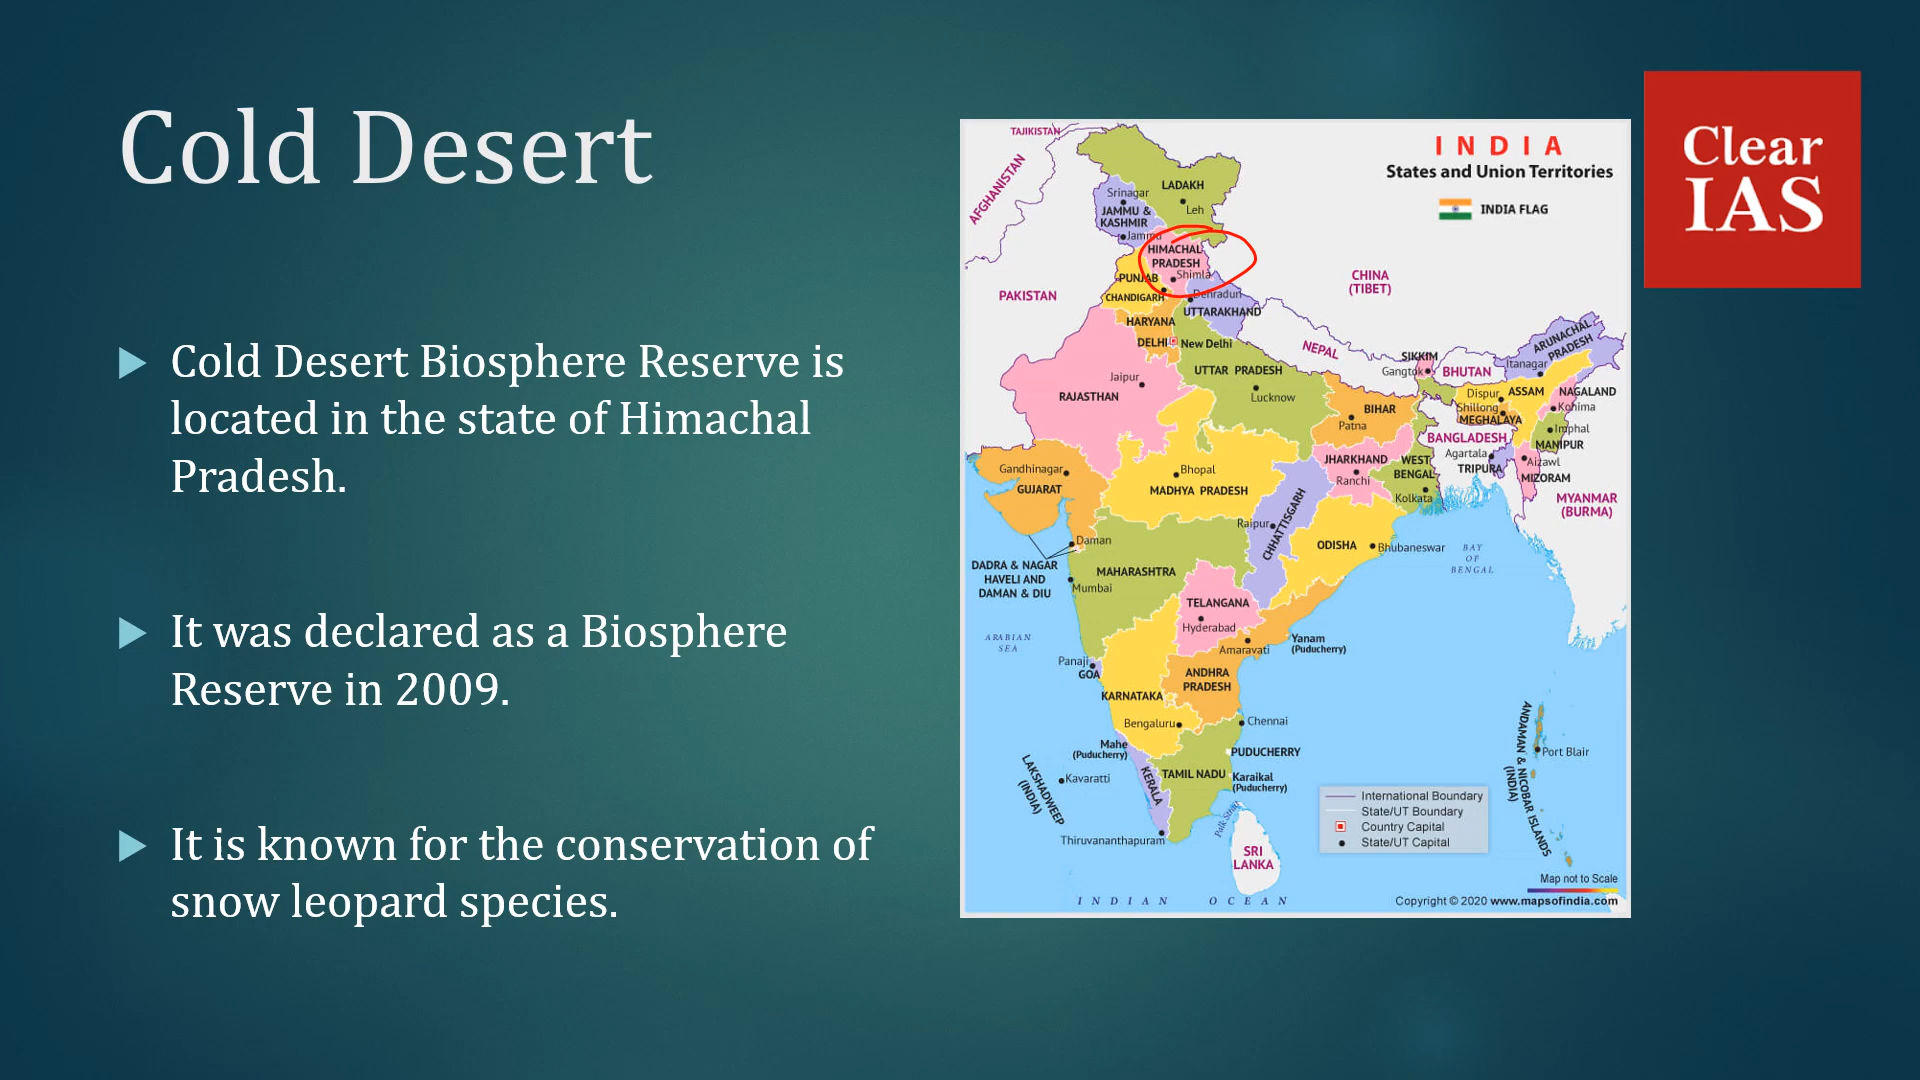 Cold Desert
Cold Desert Biosphere Reserve is
located in the state of Himachal
Pradesh.
It was declared as a Biosphere
Reserve in 2009.
It is known for the conservation of
snow leopard species.
Clear
IAS
INDIA
States and Union Territories
INDIA FLAG
TAJIKISTAN
AFGHANISTAN
PAKISTAN
CHINA
(TIBET)
NEPAL
BHUTAN
BANGLADESH
MYANMAR
(BURMA)
SRI
LANKA
LADAKH
Leh
Srinagar
JAMMU &
KASHMIR
Jammu
HIMACHAL
PRADESH
Shimla
PUNJAB
CHANDIGARH
Dehradun
UTTARAKHAND
HARYANA
DELHI
New Delhi
Jaipur
RAJASTHAN
UTTAR PRADESH
Lucknow
BIHAR
Patna
SIKKIM
Gangtok
ARUNACHAL
PRADESH
Itanagar
Dispur
ASSAM
NAGALAND
Kohima
Shillong
MEGHALAYA
Imphal
MANIPUR
Agartala
TRIPURA
Aizawl
MIZORAM
Gandhinagar
GUJARAT
Bhopal
MADHYA PRADESH
JHARKHAND
Ranchi
WEST
BENGAL
Kolkata
Raipur
CHHATTISGARH
ODISHA
Bhubaneswar
BAY
OF
BENGAL
Daman
DADRA & NAGAR
HAVELI AND
DAMAN & DIU
MAHARASHTRA
Mumbai
TELANGANA
Hyderabad
ARABIAN
SEA
Amaravati
Yanam
(Puducherry)
Panaji
GOA
KARNATAKA
ANDHRA
PRADESH
Bengaluru
Chennai
Mahe
(Puducherry)
PUDUCHERRY
KERALA
TAMIL NADU
Karaikal
(Puducherry)
LAKSHADWEEP
(INDIA)
Kavaratti
Thiruvananthapuram
Palk Strait
ANDAMAN & NICOBAR ISLANDS
(INDIA)
Port Blair
International Boundary
State/UT Boundary
Country Capital
State/UT Capital
Map not to Scale
INDIAN OCEAN
Copyright © 2020 www.mapsofindia.com